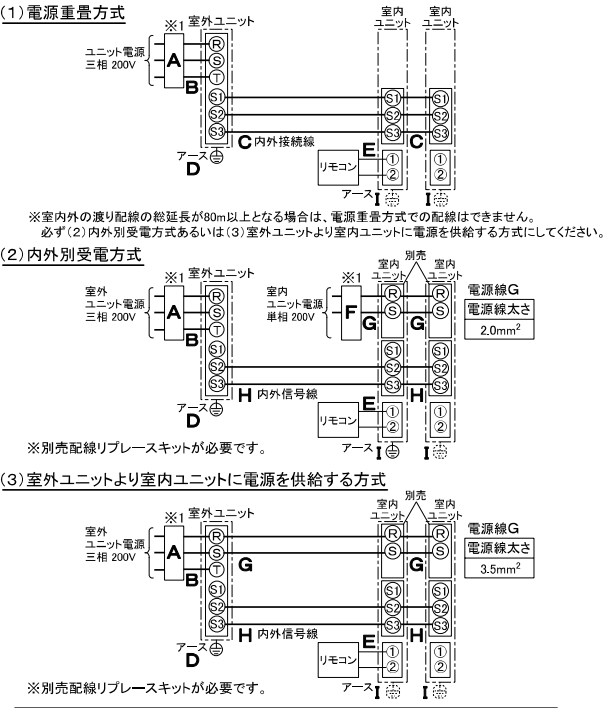 (1)電源重畳方式
※1
室外ユニット
室内
ユニット
室内
ユニット
ユニット電源
三相 200V
A
B
R
S
T
S1
S2
S3
S1
S2
S3
S1
S2
S3
C 内外接続線
C
アース
D
E
リモコン
①
②
①
②
アース I
I
※室内外の渡り配線の総延長が80m以上となる場合は、電源重畳方式での配線はできません。
必ず(2)内外別受電方式あるいは(3)室外ユニットより室内ユニットに電源を供給する方式にしてください。
(2)内外別受電方式
※1
室外ユニット
※1
室内
ユニット
別売
室内
ユニット
室外
ユニット電源
三相 200V
A
B
R
S
T
S1
S2
S3
室内
ユニット電源
単相 200V
F
G
G
R
S
R
S
S1
S2
S3
S1
S2
S3
電源線G
電源線太さ
2.0mm²
H 内外信号線
H
アース
D
E
リモコン
①
②
①
②
アース I
I
※別売配線リプレースキットが必要です。
(3)室外ユニットより室内ユニットに電源を供給する方式
※1
室外ユニット
室内
ユニット
別売
室内
ユニット
室外
ユニット電源
三相 200V
A
B
R
S
T
S1
S2
S3
G
G
R
S
R
S
S1
S2
S3
S1
S2
S3
電源線G
電源線太さ
3.5mm²
H 内外信号線
H
アース
D
E
リモコン
①
②
①
②
アース I
I
※別売配線リプレースキットが必要です。